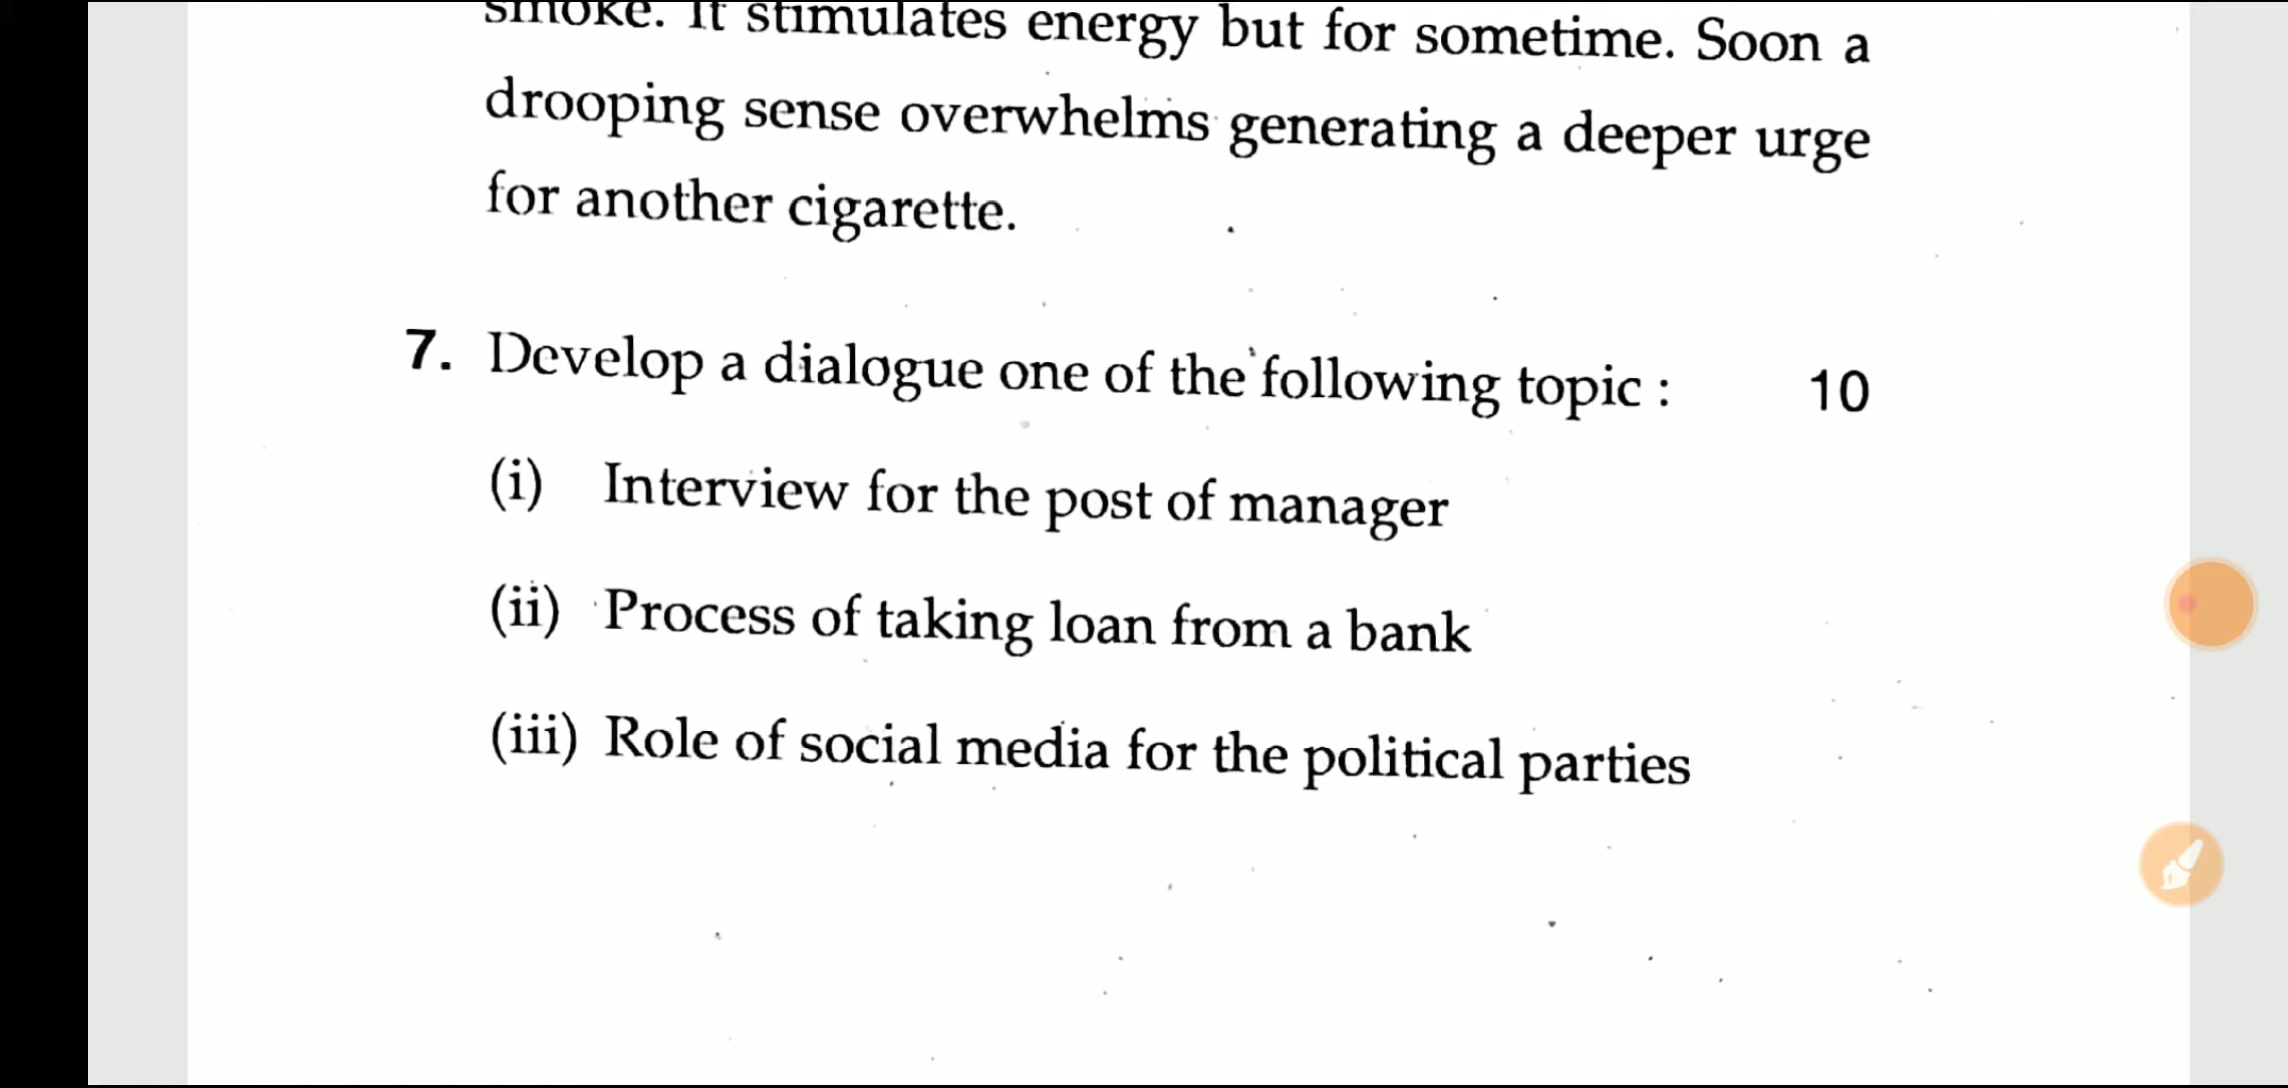 smoke. It stimulates energy but for sometime. Soon a
drooping sense overwhelms generating a deeper urge
for another cigarette.
7. Develop a dialogue one of the following topic : 10
(i) Interview for the post of manager
(ii) Process of taking loan from a bank
(iii) Role of social media for the political parties